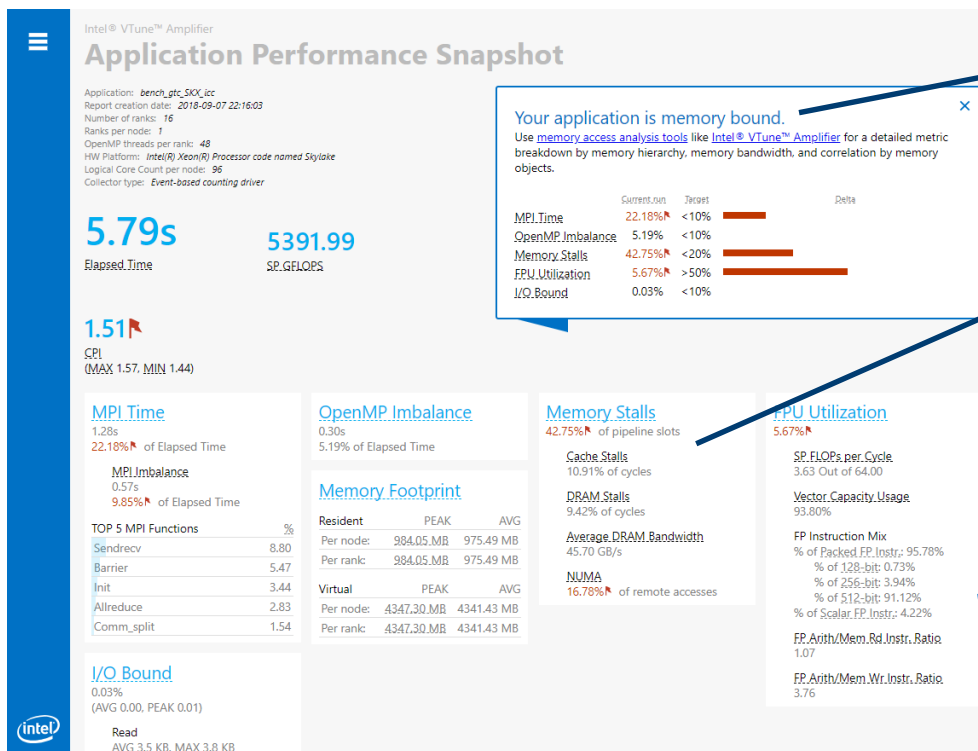 Intel® VTune™ Amplifier
Application Performance Snapshot
Application: bench_gtc_SKX_icc
Report creation date: 2018-09-07 22:16:03
Number of ranks: 16
Ranks per node: 1
OpenMP threads per rank: 48
HW Platform: Intel(R) Xeon(R) Processor code named Skylake
Logical Core Count per node: 96
Collector type: Event-based counting driver
5.79s
Elapsed Time
5391.99
SP GFLOPS
1.51
CPI
(MAX 1.57, MIN 1.44)
Your application is memory bound.
Use memory access analysis tools like Intel® VTune™ Amplifier for a detailed metric
breakdown by memory hierarchy, memory bandwidth, and correlation by memory
objects.
Current run Target Delta
MPI Time 22.18% <10%
OpenMP Imbalance 5.19% <10%
Memory Stalls 42.75% <20%
FPU Utilization 5.67% >50%
I/O Bound 0.03% <10%
MPI Time
1.28s
22.18% of Elapsed Time
MPI Imbalance
0.57s
9.85% of Elapsed Time
TOP 5 MPI Functions %
Sendrecv 8.80
Barrier 5.47
Init 3.44
Allreduce 2.83
Comm_split 1.54
I/O Bound
0.03%
(AVG 0.00, PEAK 0.01)
Read
AVG 3.5 KB, MAX 3.8 KB
OpenMP Imbalance
0.30s
5.19% of Elapsed Time
Memory Footprint
Resident PEAK AVG
Per node: 984.05 MB 975.49 MB
Per rank: 984.05 MB 975.49 MB
Virtual PEAK AVG
Per node: 4347.30 MB 4341.43 MB
Per rank: 4347.30 MB 4341.43 MB
Memory Stalls
42.75% of pipeline slots
Cache Stalls
10.91% of cycles
DRAM Stalls
9.42% of cycles
Average DRAM Bandwidth
45.70 GB/s
NUMA
16.78% of remote accesses
FPU Utilization
5.67%
SP FLOPs per Cycle
3.63 Out of 64.00
Vector Capacity Usage
93.80%
FP Instruction Mix
% of Packed FP Instr.: 95.78%
% of 128-bit: 0.73%
% of 256-bit: 3.94%
% of 512-bit: 91.12%
% of Scalar FP Instr.: 4.22%
FP Arith/Mem Rd Instr. Ratio
1.07
FP Arith/Mem Wr Instr. Ratio
3.76
intel